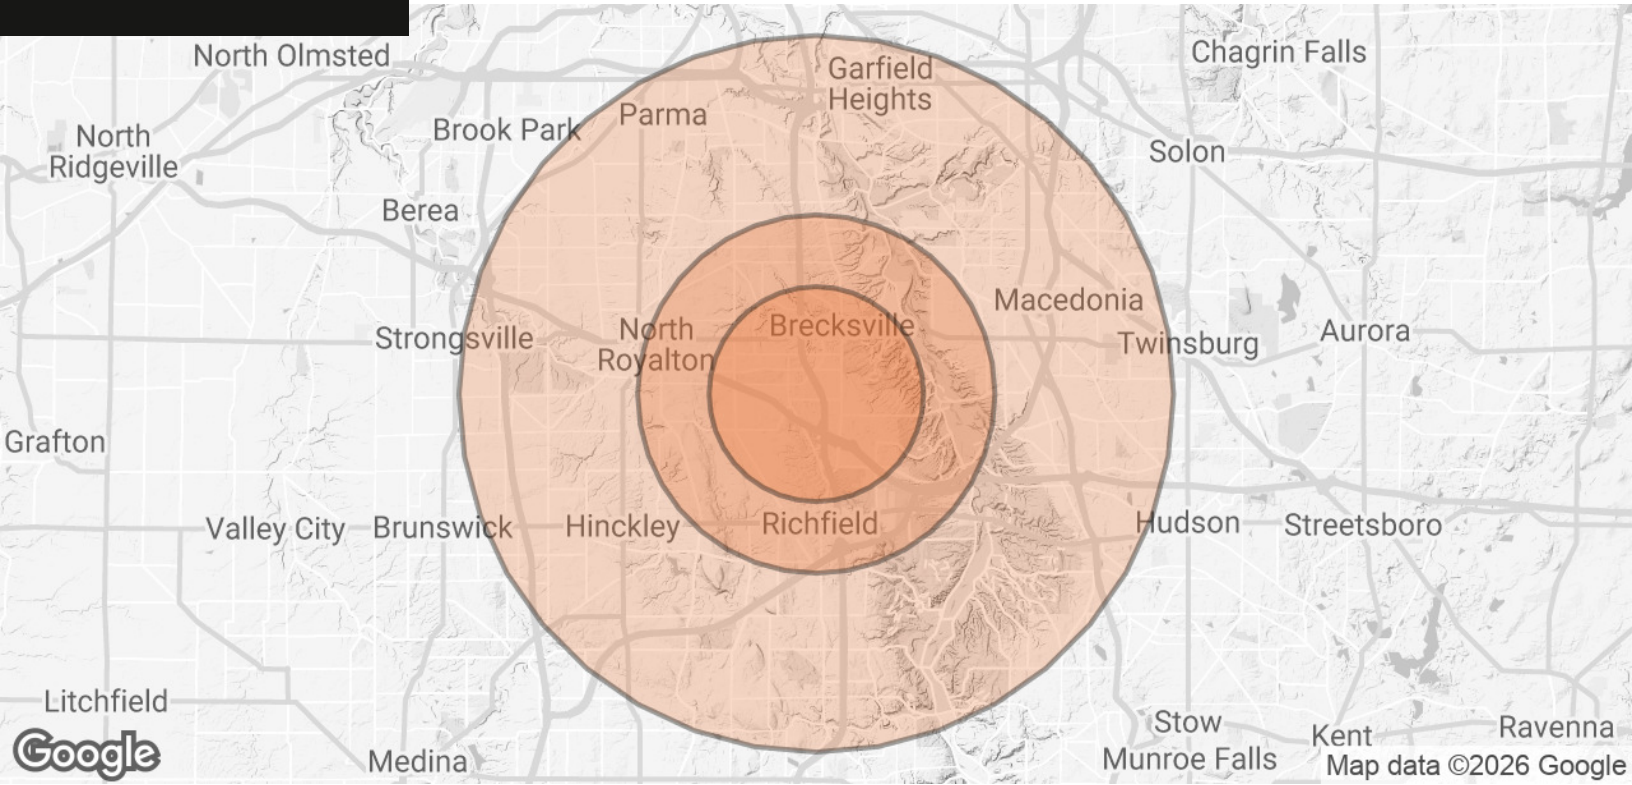 North Olmsted
Chagrin Falls
Garfield
Heights
Parma
Brook Park
North
Ridgeville
Solon
Berea
Macedonia
Brecksville
North
Royalton
Strongsville
Twinsburg
Aurora
Grafton
Valley City
Brunswick
Hinckley
Richfield
Hudson
Streetsboro
Litchfield
Stow
Kent
Ravenna
Medina
Munroe Falls
Google
Map data ©2026 Google